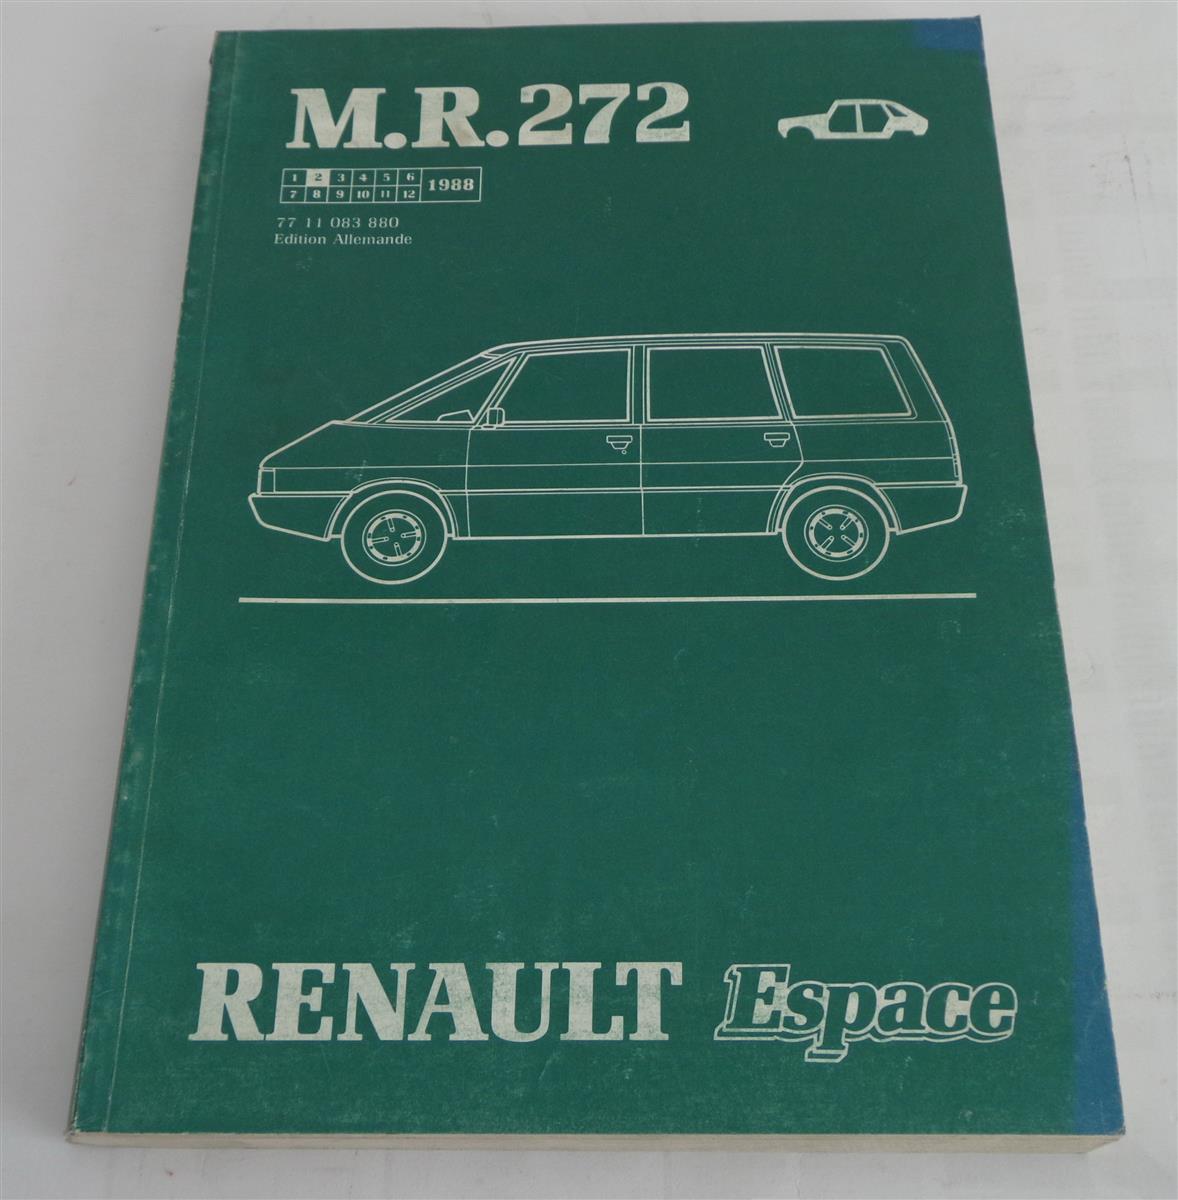 M.R.272
1 2 3 4 5 6 1988
7 8 9 10 11 12
77 11 083 880
Edition Allemande
RENAULT Espace